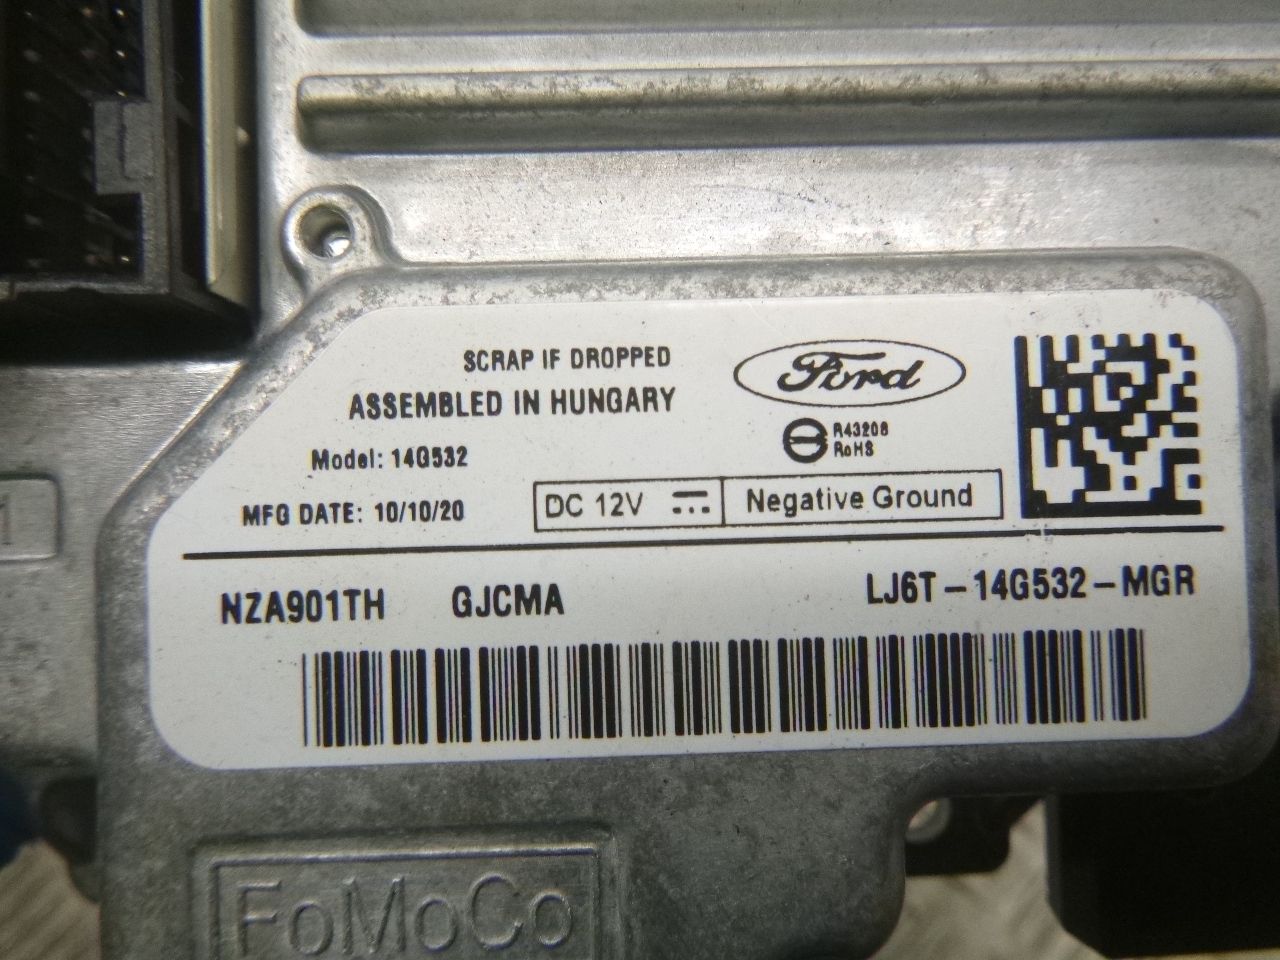 SCRAP IF DROPPED
ASSEMBLED IN HUNGARY
Ford
R43208
RoHS
Model: 14G532
MFG DATE: 10/10/20
DC 12V
Negative Ground
NZA901TH GJCMA LJ6T-14G532-MGR
1
FoMoCo